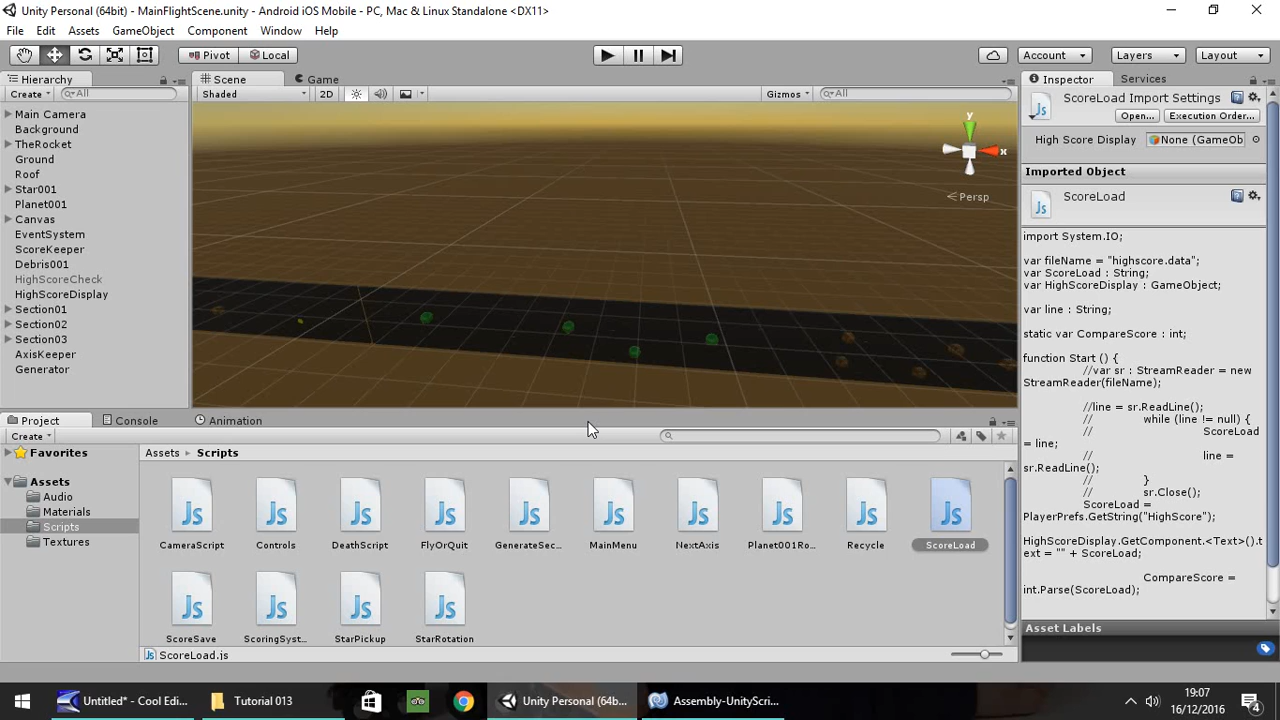 Unity Personal (64bit) - MainFlightScene.unity - Android iOS Mobile - PC, Mac & Linux Standalone <DX11>
File Edit Assets GameObject Component Window Help
Pivot Local Account Layers Layout
Hierarchy
Create All
Main Camera
Background
TheRocket
Ground
Roof
Star001
Planet001
Canvas
EventSystem
ScoreKeeper
Debris001
HighScoreCheck
HighScoreDisplay
Section01
Section02
Section03
AxisKeeper
Generator
Scene Game
Shaded 2D Gizmos All
y
x
Persp
Inspector Services
ScoreLoad Import Settings
Open... Execution Order...
High Score Display None (GameOb
Imported Object
ScoreLoad
import System.IO;
var fileName = "highscore.data";
var ScoreLoad : String;
var HighScoreDisplay : GameObject;
var line : String;
static var CompareScore : int;
function Start () {
//var sr : StreamReader = new
StreamReader(fileName);
//line = sr.ReadLine();
// while (line != null) {
// ScoreLoad
= line;
// line =
sr.ReadLine();
// }
// sr.Close();
ScoreLoad =
PlayerPrefs.GetString("HighScore");
HighScoreDisplay.GetComponent.<Text>().t
ext = "" + ScoreLoad;
CompareScore =
int.Parse(ScoreLoad);
Asset Labels
Project Console Animation
Create
Favorites
Assets
Audio
Materials
Scripts
Textures
Assets Scripts
CameraScript Controls DeathScript FlyOrQuit GenerateSec... MainMenu NextAxis Planet001Ro... Recycle ScoreLoad
ScoreSave ScoringSyst... StarPickup StarRotation
ScoreLoad.js
Untitled* - Cool Edi... Tutorial 013 Unity Personal (64b... Assembly-UnityScri...
19:07
16/12/2016
4